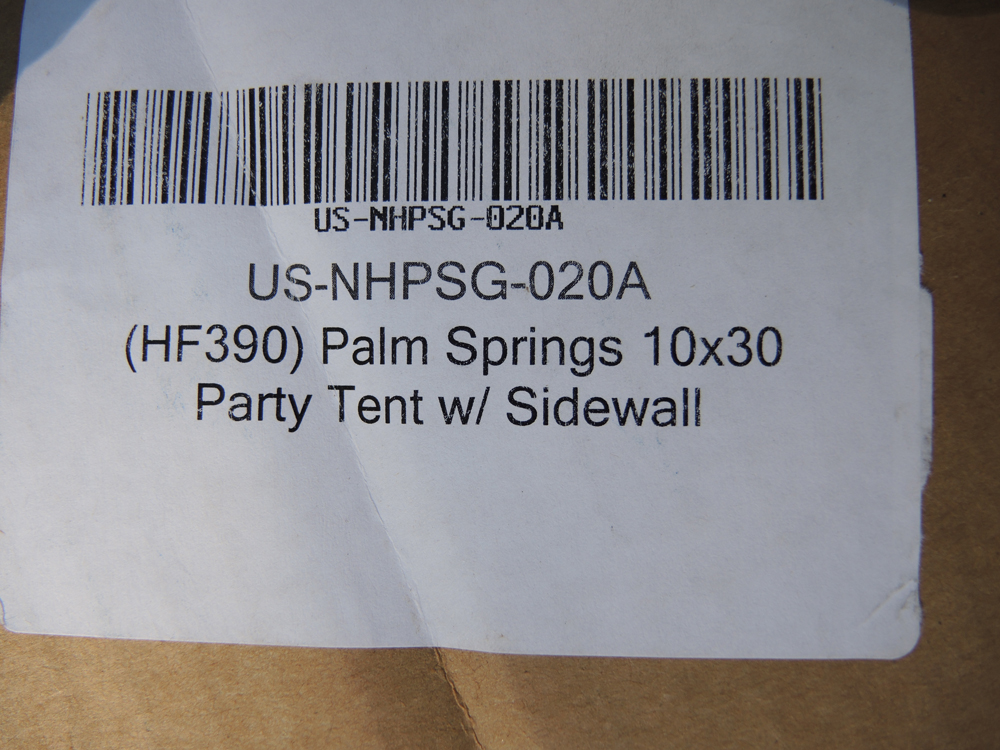 US-NHPSG-020A
US-NHPSG-020A
(HF390) Palm Springs 10x30
Party Tent w/ Sidewall